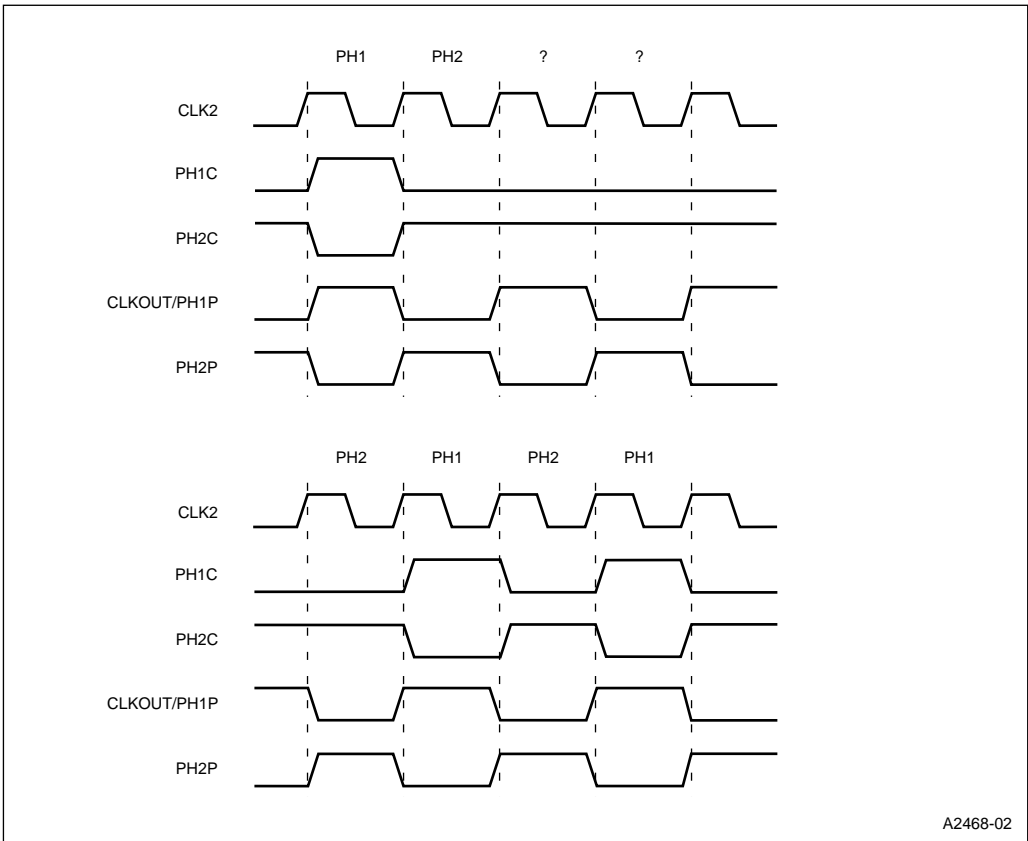 PH1 PH2 ? ?
CLK2
PH1C
PH2C
CLKOUT/PH1P
PH2P
PH2 PH1 PH2 PH1
CLK2
PH1C
PH2C
CLKOUT/PH1P
PH2P
A2468-02